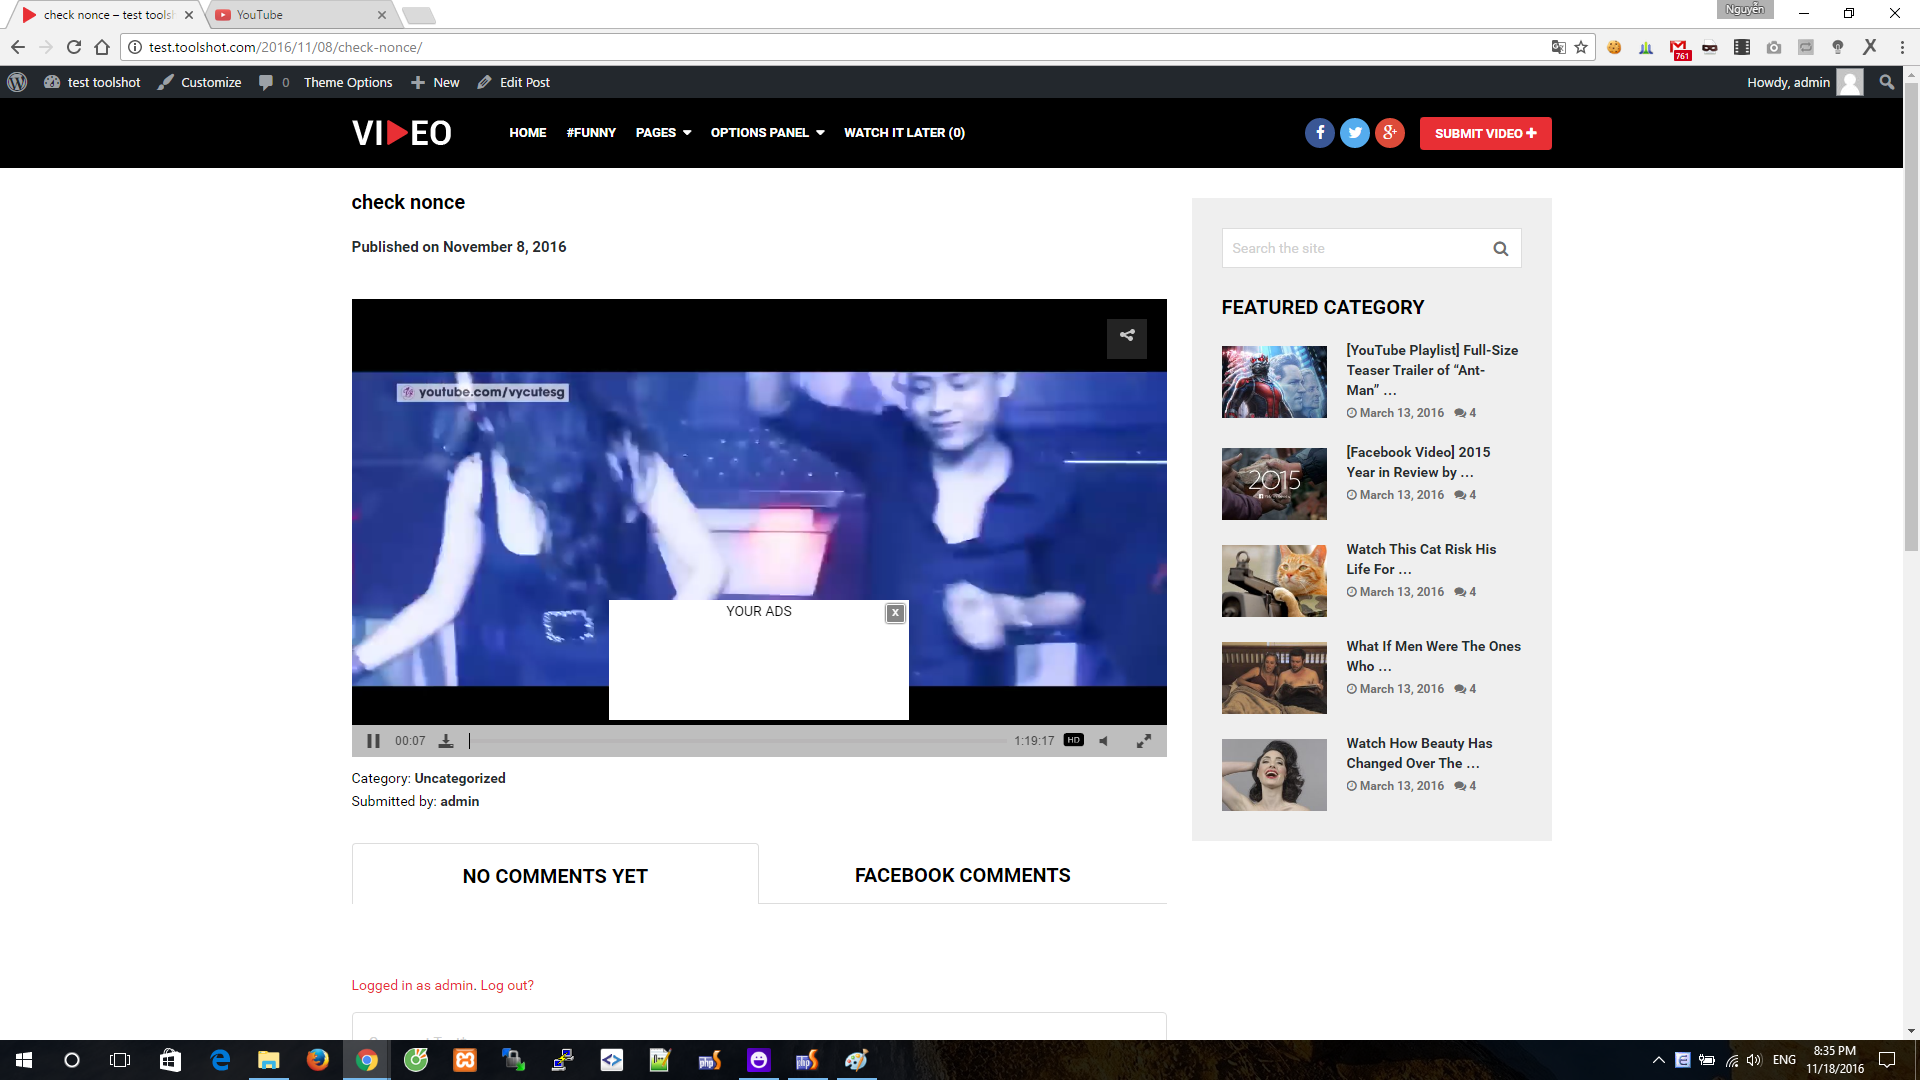 check nonce – test toolsh
YouTube
Nguyễn
test.toolshot.com/2016/11/08/check-nonce/
761
test toolshot
Customize
0
Theme Options
New
Edit Post
Howdy, admin
VIDEO
HOME
#FUNNY
PAGES
OPTIONS PANEL
WATCH IT LATER (0)
SUBMIT VIDEO
check nonce
Published on November 8, 2016
youtube.com/vycutesg
YOUR ADS
x
00:07
1:19:17
HD
Category: Uncategorized
Submitted by: admin
NO COMMENTS YET
FACEBOOK COMMENTS
Logged in as admin. Log out?
Search the site
FEATURED CATEGORY
[YouTube Playlist] Full-Size
Teaser Trailer of “Ant-
Man” ...
March 13, 2016 4
2015
[Facebook Video] 2015
Year in Review by ...
March 13, 2016 4
Watch This Cat Risk His
Life For ...
March 13, 2016 4
What If Men Were The Ones
Who ...
March 13, 2016 4
Watch How Beauty Has
Changed Over The ...
March 13, 2016 4
ENG
8:35 PM
11/18/2016